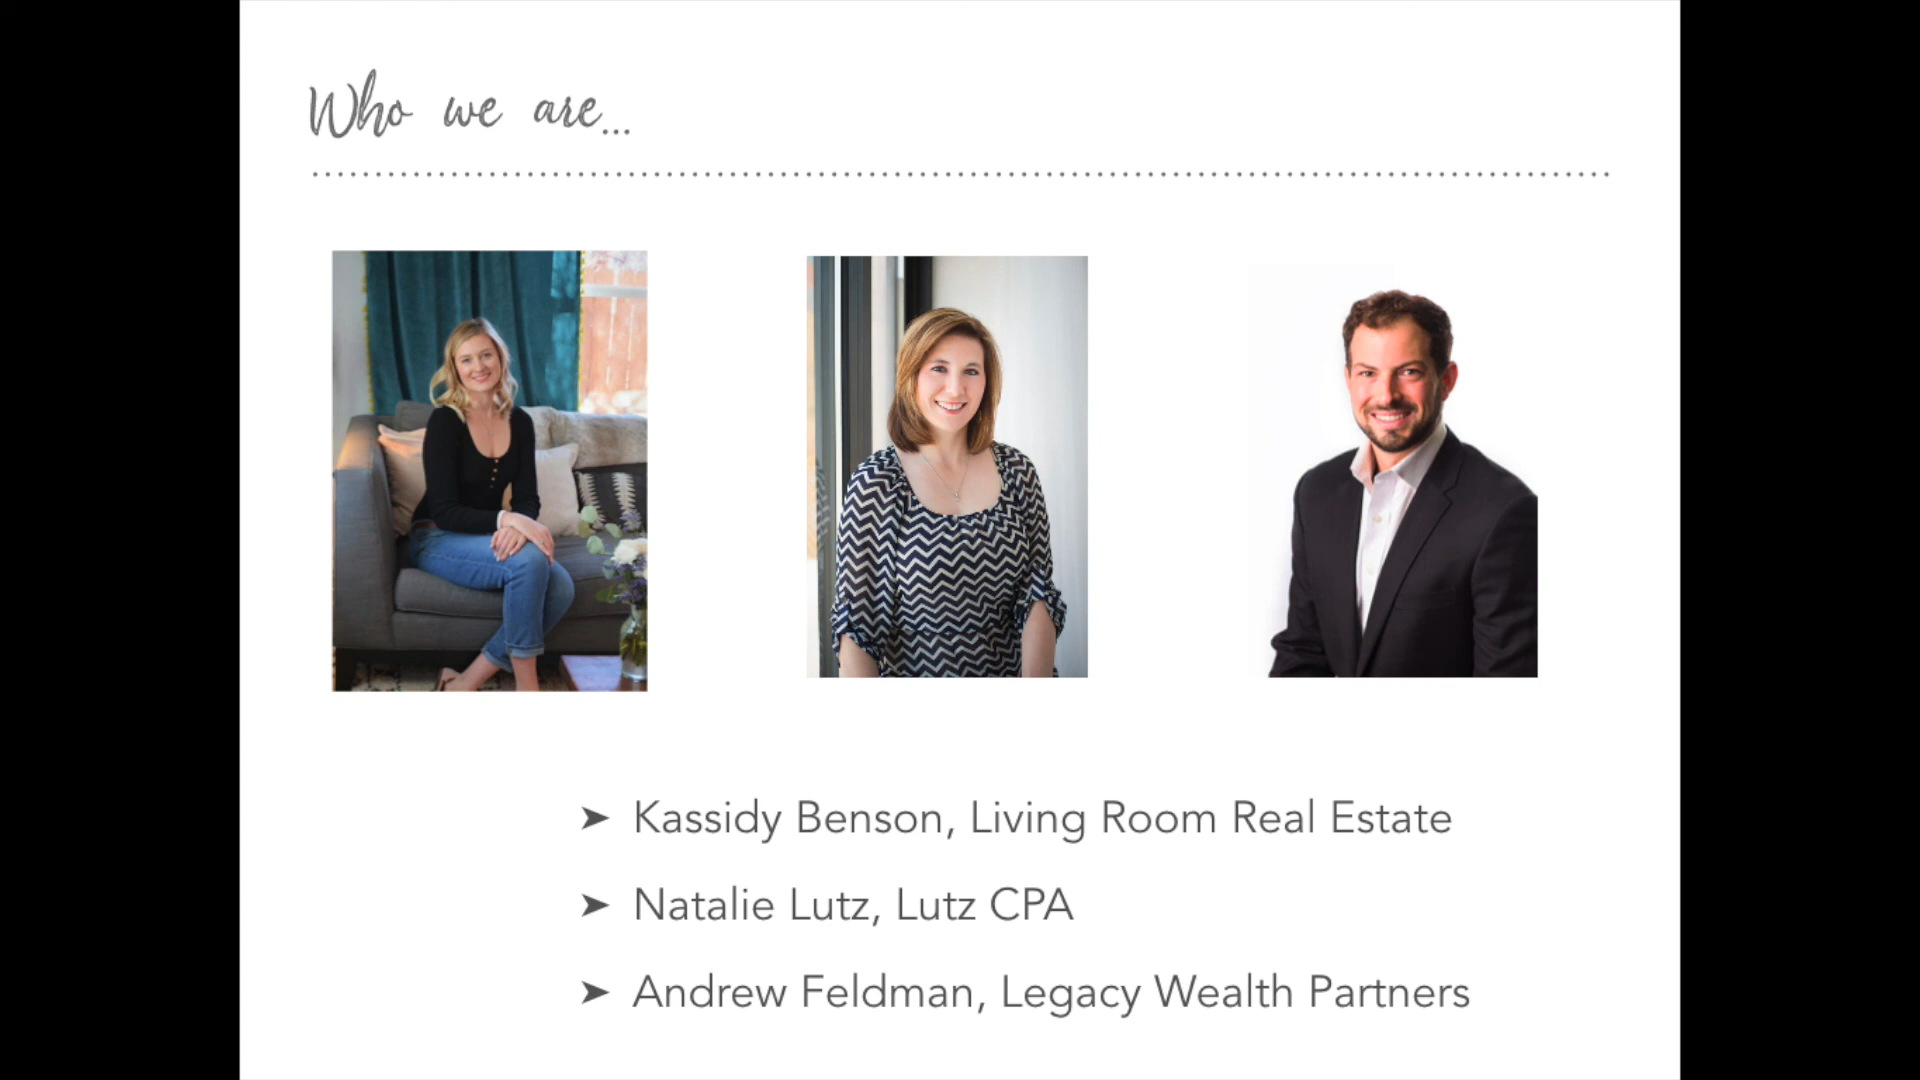 Who we are...
➤ Kassidy Benson, Living Room Real Estate
➤ Natalie Lutz, Lutz CPA
➤ Andrew Feldman, Legacy Wealth Partners